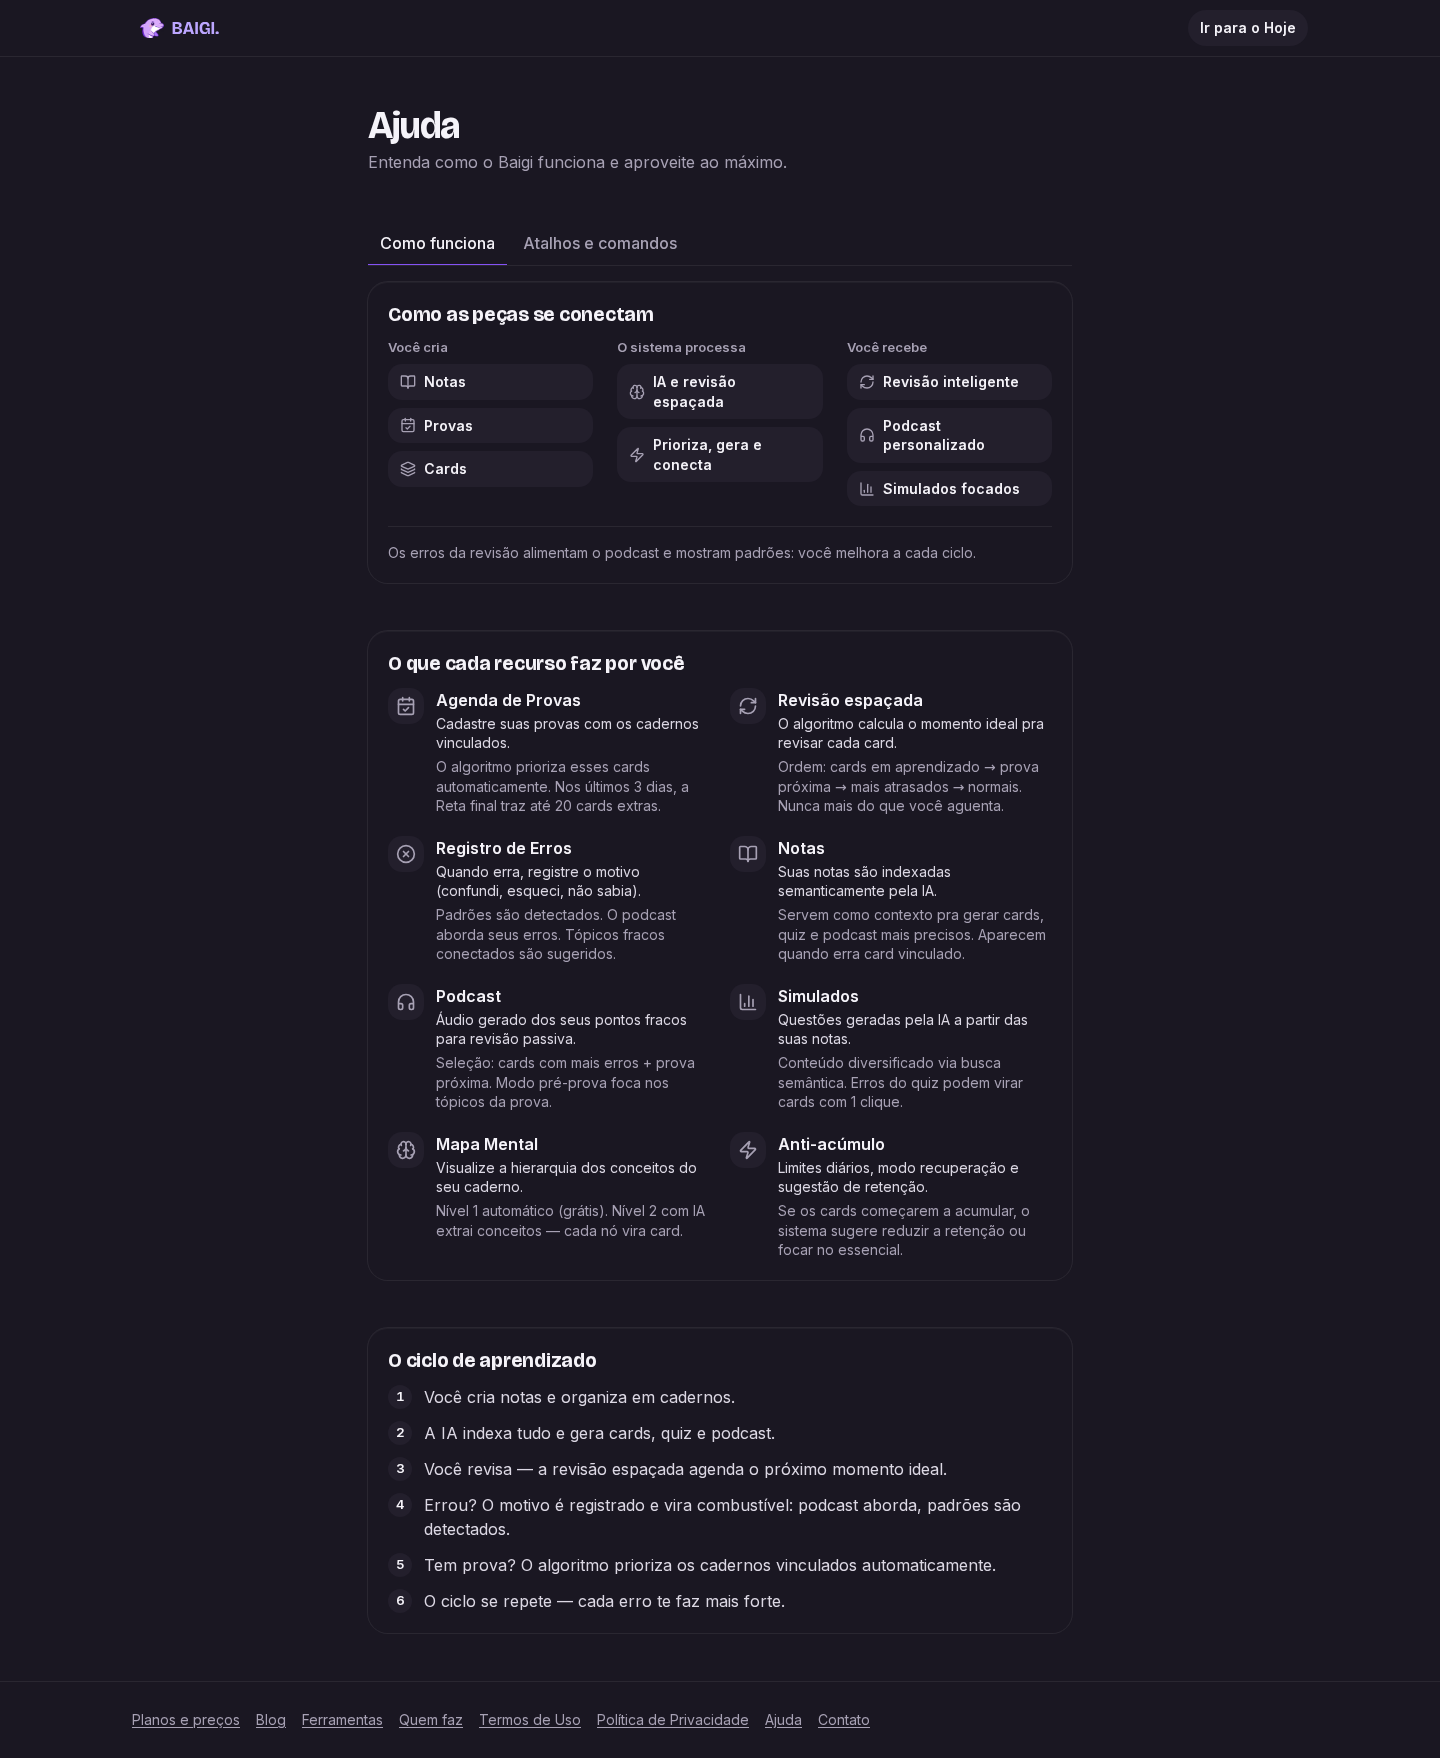 BAIGI.
Ir para o Hoje
Ajuda
Entenda como o Baigi funciona e aproveite ao máximo.
Como funciona
Atalhos e comandos
Como as peças se conectam
Você cria
Notas
Provas
Cards
O sistema processa
IA e revisão
espaçada
Prioriza, gera e
conecta
Você recebe
Revisão inteligente
Podcast
personalizado
Simulados focados
Os erros da revisão alimentam o podcast e mostram padrões: você melhora a cada ciclo.
O que cada recurso faz por você
Agenda de Provas
Cadastre suas provas com os cadernos
vinculados.
O algoritmo prioriza esses cards
automaticamente. Nos últimos 3 dias, a
Reta final traz até 20 cards extras.
Revisão espaçada
O algoritmo calcula o momento ideal pra
revisar cada card.
Ordem: cards em aprendizado → prova
próxima → mais atrasados → normais.
Nunca mais do que você aguenta.
Registro de Erros
Quando erra, registre o motivo
(confundi, esqueci, não sabia).
Padrões são detectados. O podcast
aborda seus erros. Tópicos fracos
conectados são sugeridos.
Notas
Suas notas são indexadas
semanticamente pela IA.
Servem como contexto pra gerar cards,
quiz e podcast mais precisos. Aparecem
quando erra card vinculado.
Podcast
Áudio gerado dos seus pontos fracos
para revisão passiva.
Seleção: cards com mais erros + prova
próxima. Modo pré-prova foca nos
tópicos da prova.
Simulados
Questões geradas pela IA a partir das
suas notas.
Conteúdo diversificado via busca
semântica. Erros do quiz podem virar
cards com 1 clique.
Mapa Mental
Visualize a hierarquia dos conceitos do
seu caderno.
Nível 1 automático (grátis). Nível 2 com IA
extrai conceitos — cada nó vira card.
Anti-acúmulo
Limites diários, modo recuperação e
sugestão de retenção.
Se os cards começarem a acumular, o
sistema sugere reduzir a retenção ou
focar no essencial.
O ciclo de aprendizado
1 Você cria notas e organiza em cadernos.
2 A IA indexa tudo e gera cards, quiz e podcast.
3 Você revisa — a revisão espaçada agenda o próximo momento ideal.
4 Errou? O motivo é registrado e vira combustível: podcast aborda, padrões são
detectados.
5 Tem prova? O algoritmo prioriza os cadernos vinculados automaticamente.
6 O ciclo se repete — cada erro te faz mais forte.
Planos e preços Blog Ferramentas Quem faz Termos de Uso Política de Privacidade Ajuda Contato